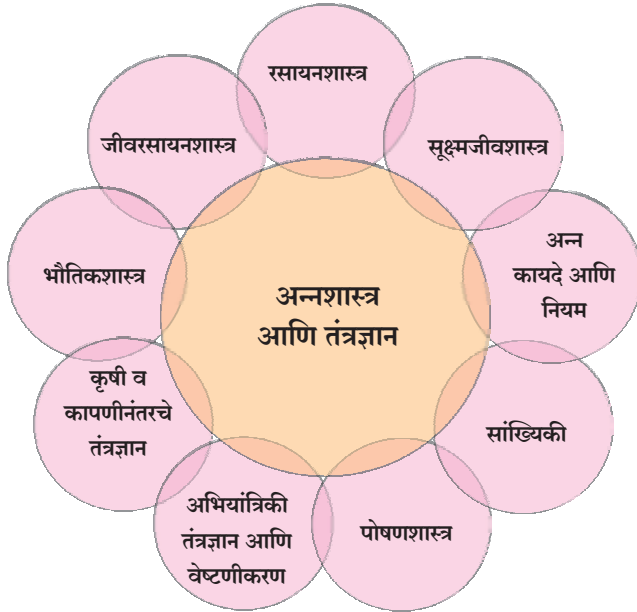 रसायनशास्त्र
जीवरसायनशास्त्र
सूक्ष्मजीवशास्त्र
भौतिकशास्त्र
अन्न
कायदे आणि
नियम
अन्नशास्त्र
आणि तंत्रज्ञान
कृषी व
कापणीनंतरचे
तंत्रज्ञान
सांख्यिकी
अभियांत्रिकी
तंत्रज्ञान आणि
वेष्टणीकरण
पोषणशास्त्र